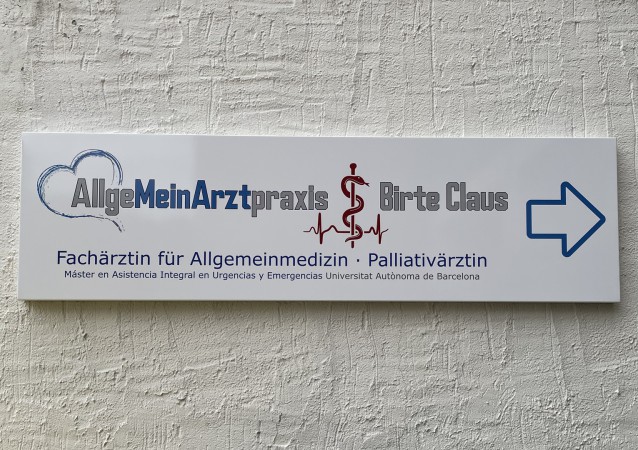 AllgeMeinArztpraxis Birte Claus
Fachärztin für Allgemeinmedizin · Palliativärztin
Máster en Asistencia Integral en Urgencias y Emergencias Universitat Autònoma de Barcelona